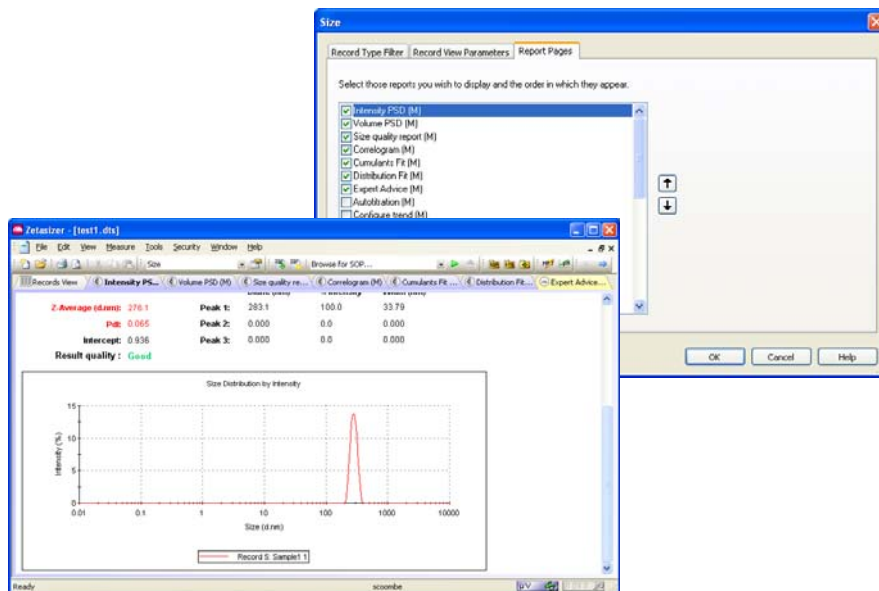 Size
Record Type Filter Record View Parameters Report Pages
Select those reports you wish to display and the order in which they appear.
Intensity PSD (M)
Volume PSD (M)
Size quality report (M)
Correlogram (M)
Cumulants Fit (M)
Distribution Fit (M)
Expert Advice (M)
Autotitration (M)
Configure trend (M)
OK Cancel Help
Zetasizer - [test1.dts]
File Edit View Measure Tools Security Window Help
Size Browse for SOP...
Records View Intensity PS... Volume PSD (M) Size quality re... Correlogram (M) Cumulants Fit ... Distribution Fit... Expert Advice...
Z-Average (d.nm): 276.1 Peak 1: 283.1 100.0 33.79
PdI: 0.065 Peak 2: 0.000 0.0 0.000
Intercept: 0.936 Peak 3: 0.000 0.0 0.000
Result quality : Good
Size Distribution by Intensity
Intensity (%)
15
10
5
0
0.01 0.1 1 10 100 1000 10000
Size (d.nm)
Record 5: Sample1 1
Ready scoombe